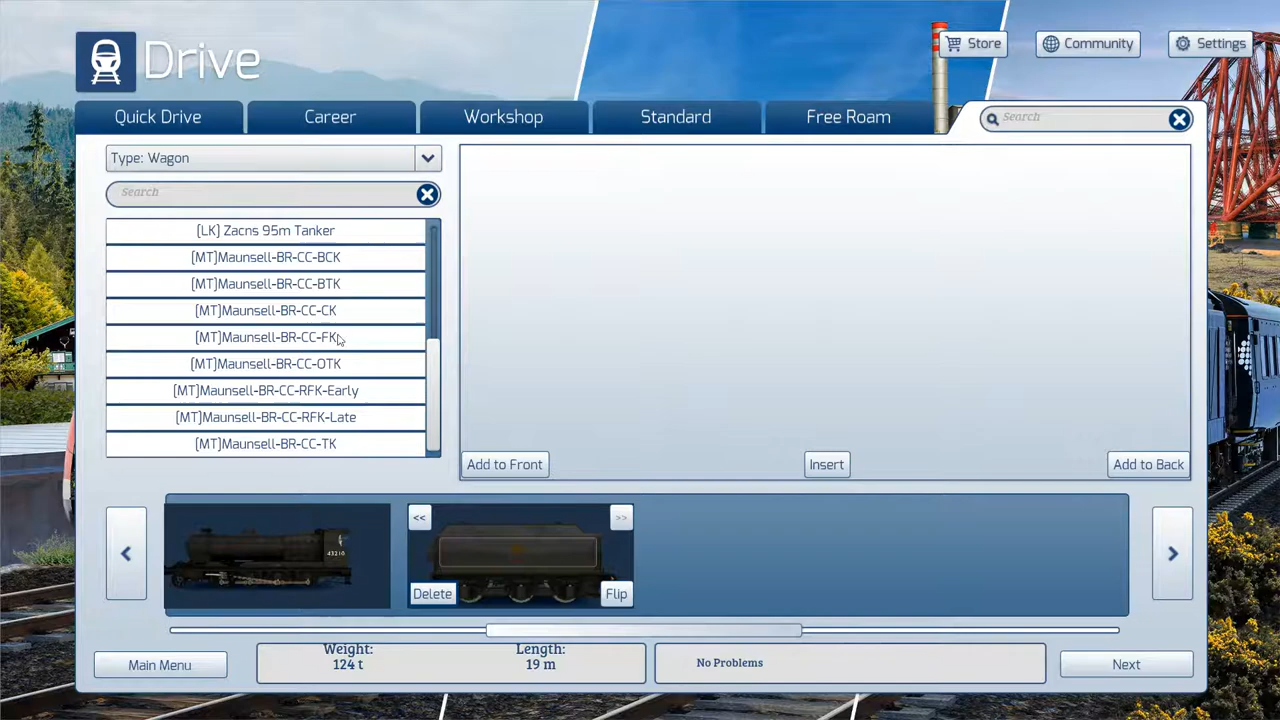 Drive
Store
Community
Settings
Quick Drive
Career
Workshop
Standard
Free Roam
Search
Type: Wagon
Search
[LK] Zacns 95m Tanker
[MT]Maunsell-BR-CC-BCK
[MT]Maunsell-BR-CC-BTK
[MT]Maunsell-BR-CC-CK
[MT]Maunsell-BR-CC-FK
[MT]Maunsell-BR-CC-OTK
[MT]Maunsell-BR-CC-RFK-Early
[MT]Maunsell-BR-CC-RFK-Late
[MT]Maunsell-BR-CC-TK
Add to Front
Insert
Add to Back
<<
>>
43210
Delete
Flip
Weight:
124 t
Length:
19 m
No Problems
Main Menu
Next